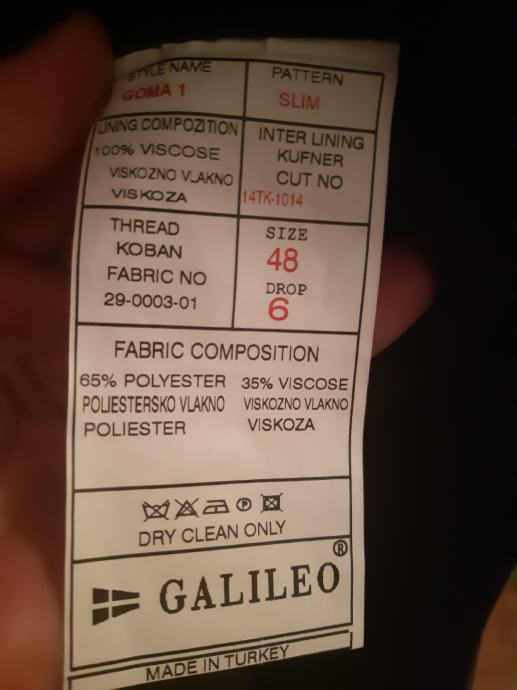 STYLE NAME
GOMA 1
PATTERN
SLIM
LINING COMPOZITION
100% VISCOSE
VISKOZNO VLAKNO
VISKOZA
INTER LINING
KUFNER
CUT NO
14TK-1014
THREAD
KOBAN
FABRIC NO
29-0003-01
SIZE
48
DROP
6
FABRIC COMPOSITION
65% POLYESTER 35% VISCOSE
POLIESTERSKO VLAKNO VISKOZNO VLAKNO
POLIESTER VISKOZA
P
DRY CLEAN ONLY
GALILEO®
MADE IN TURKEY